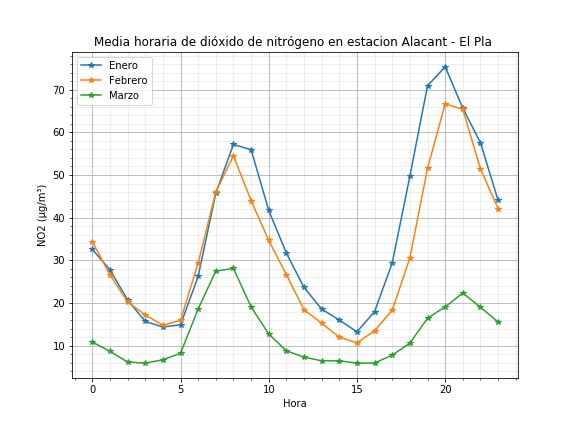 Media horaria de dióxido de nitrógeno en estacion Alacant - El Pla
Enero
Febrero
Marzo
NO2 (µg/m³)
70
60
50
40
30
20
10
0 5 10 15 20
Hora